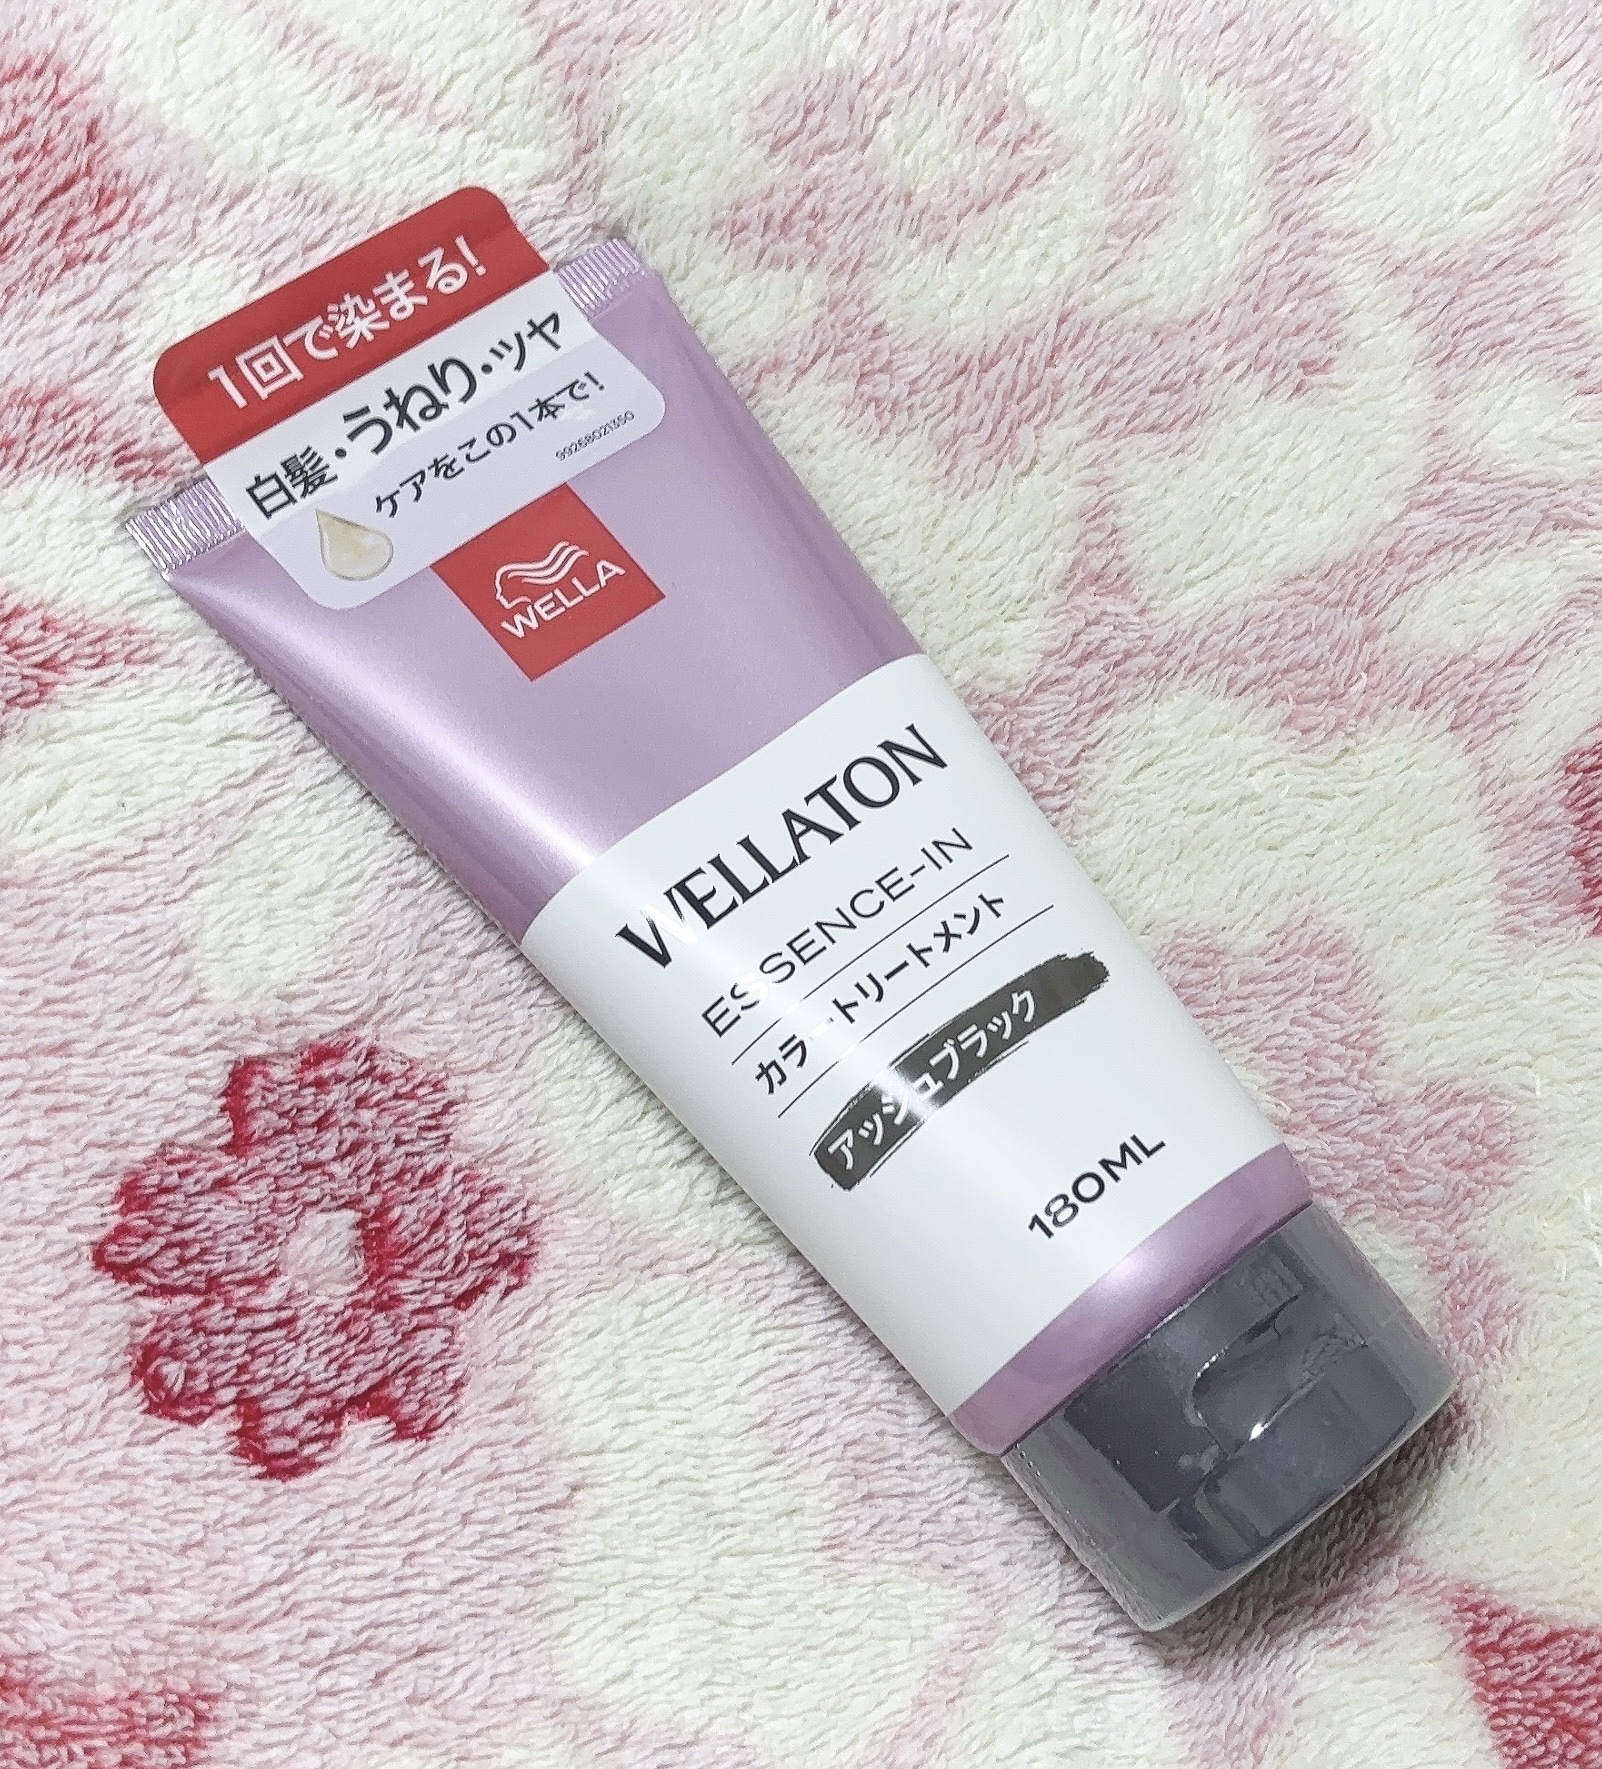 1回で染まる!
白髪・うねり・ツヤ
ケアをこの1本で!
99268021350
WELLA
WELLATON
ESSENCE-IN
カラートリートメント
アッシュブラック
180ML